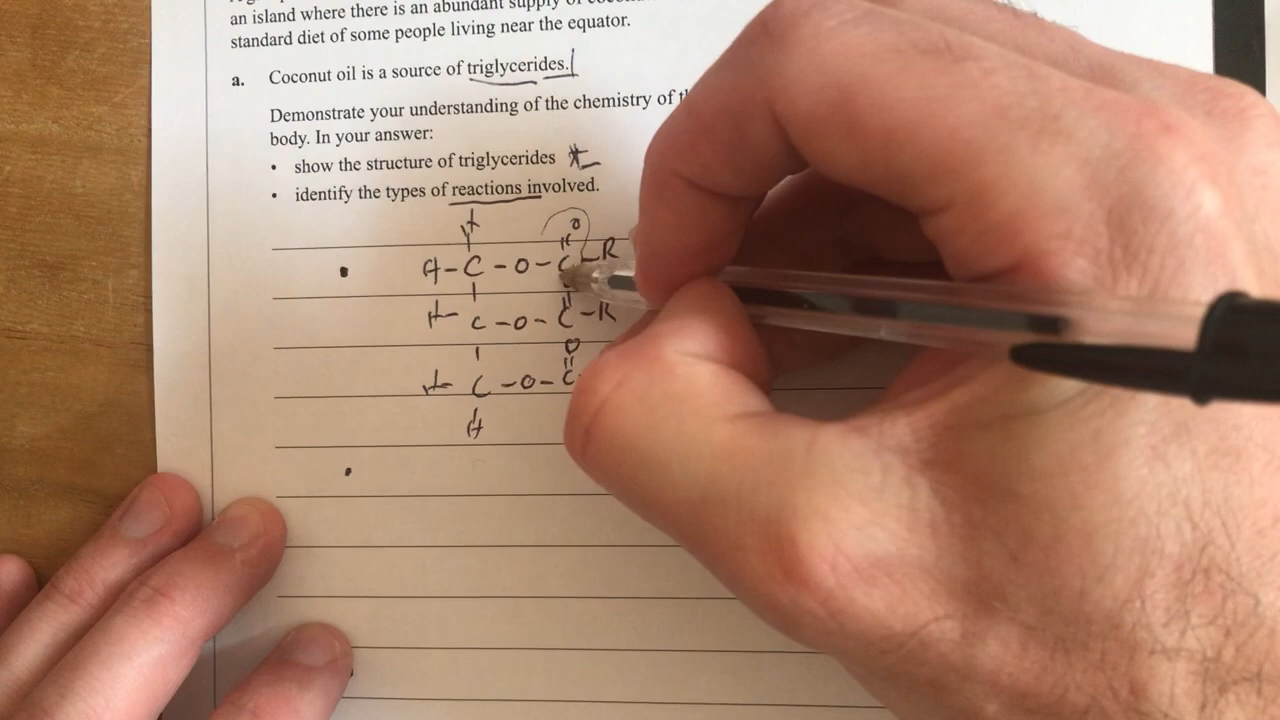 an island where there is an abundant supply of
standard diet of some people living near the equator.
a. Coconut oil is a source of triglycerides.
Demonstrate your understanding of the chemistry of
body. In your answer:
• show the structure of triglycerides *
• identify the types of reactions involved.
H
O
• H-C-O-C-R
H-C-O-C-R
O
H-C-O-C
H
•